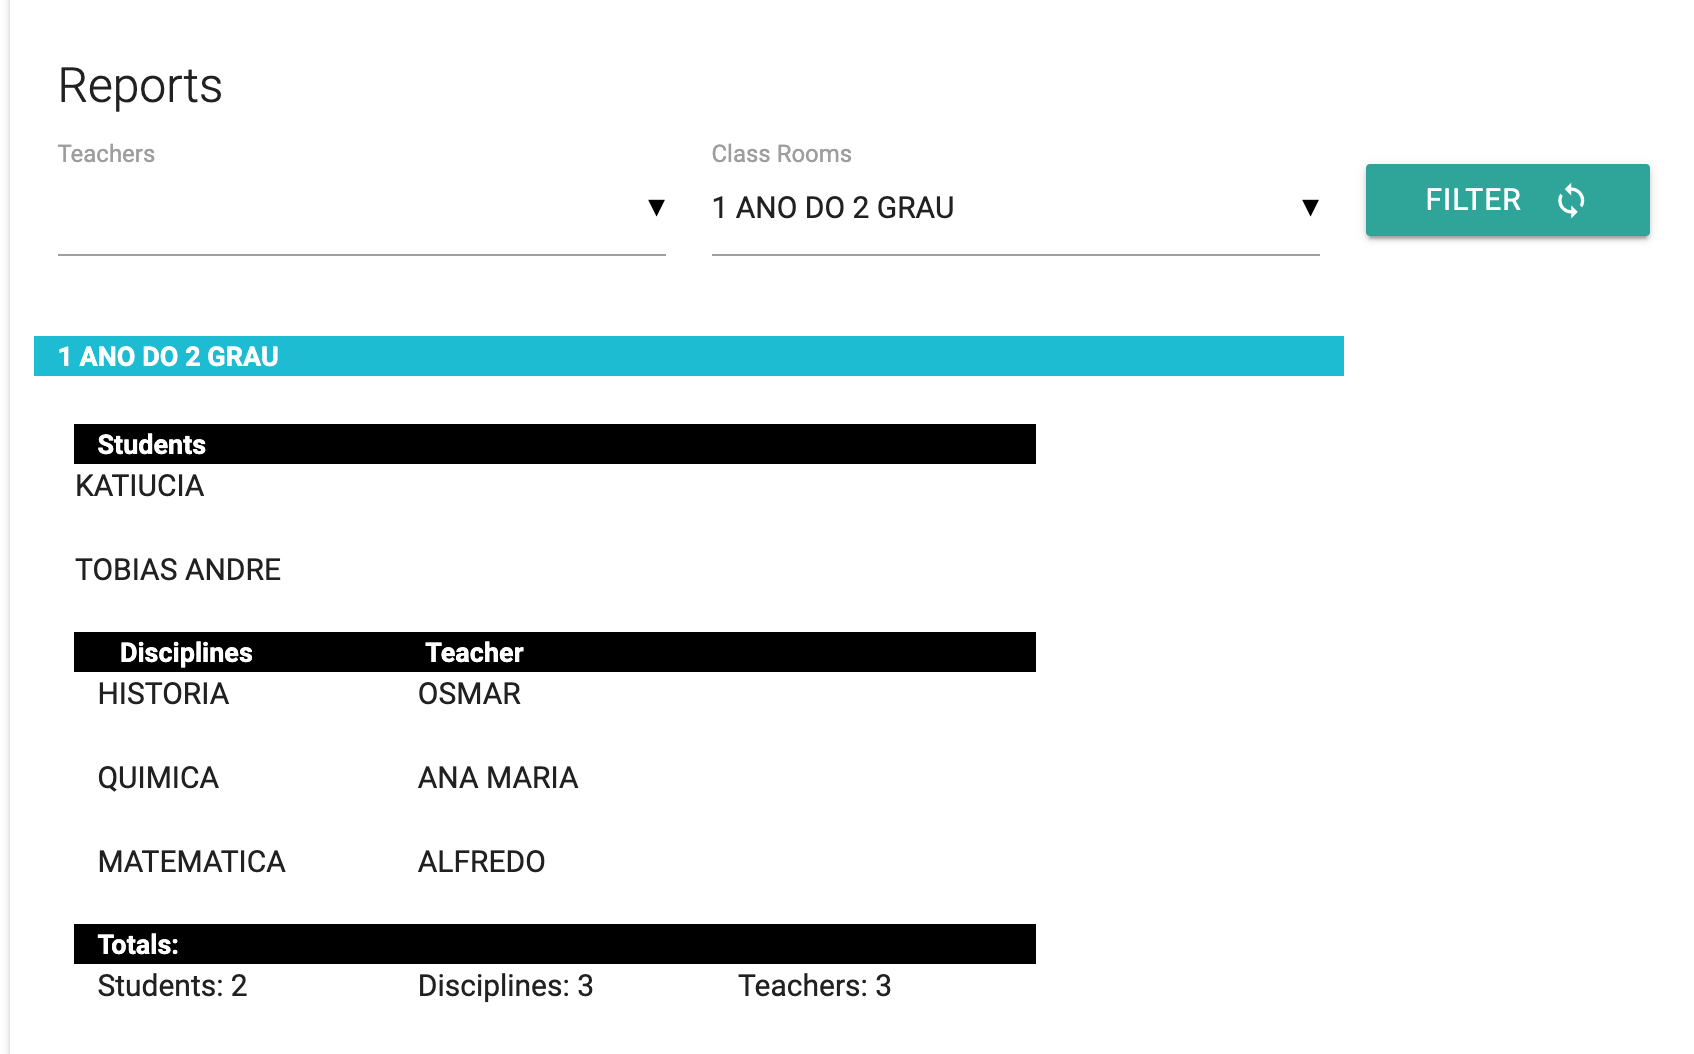 Reports
Teachers
Class Rooms
1 ANO DO 2 GRAU
FILTER
1 ANO DO 2 GRAU
Students
KATIUCIA
TOBIAS ANDRE
Disciplines Teacher
HISTORIA OSMAR
QUIMICA ANA MARIA
MATEMATICA ALFREDO
Totals:
Students: 2 Disciplines: 3 Teachers: 3